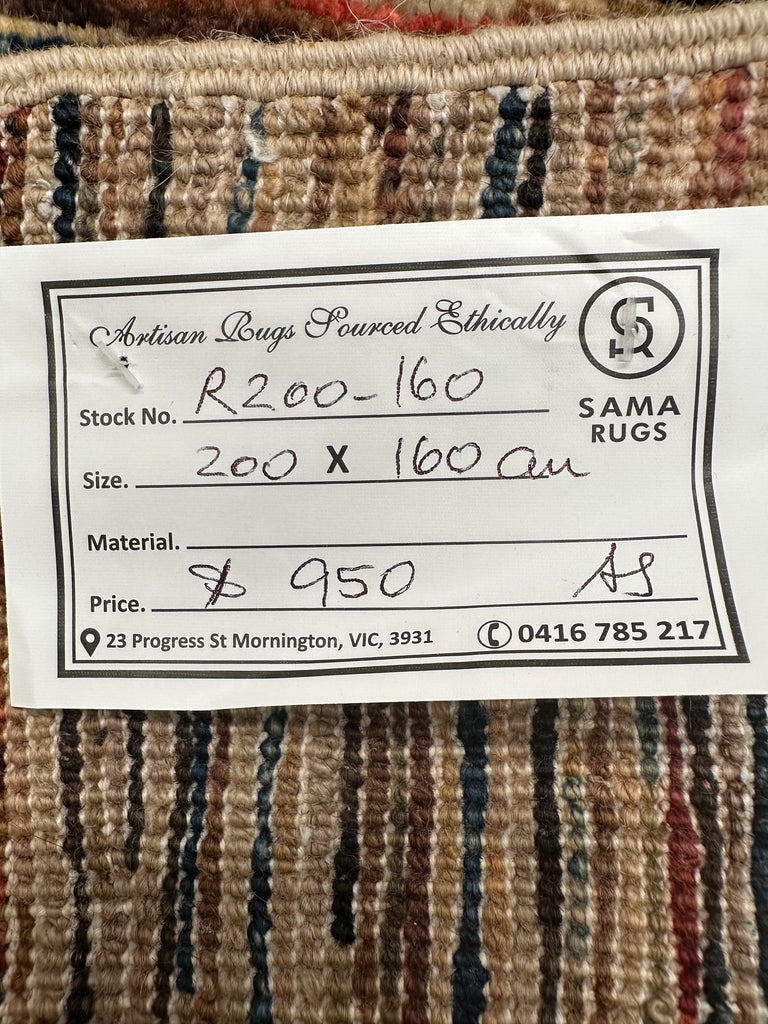 Artisan Rugs Sourced Ethically
SR
SAMA
RUGS
Stock No. R200-160
Size. 200 X 160 cm
Material.
Price. $ 950 AS
23 Progress St Mornington, VIC, 3931 0416 785 217